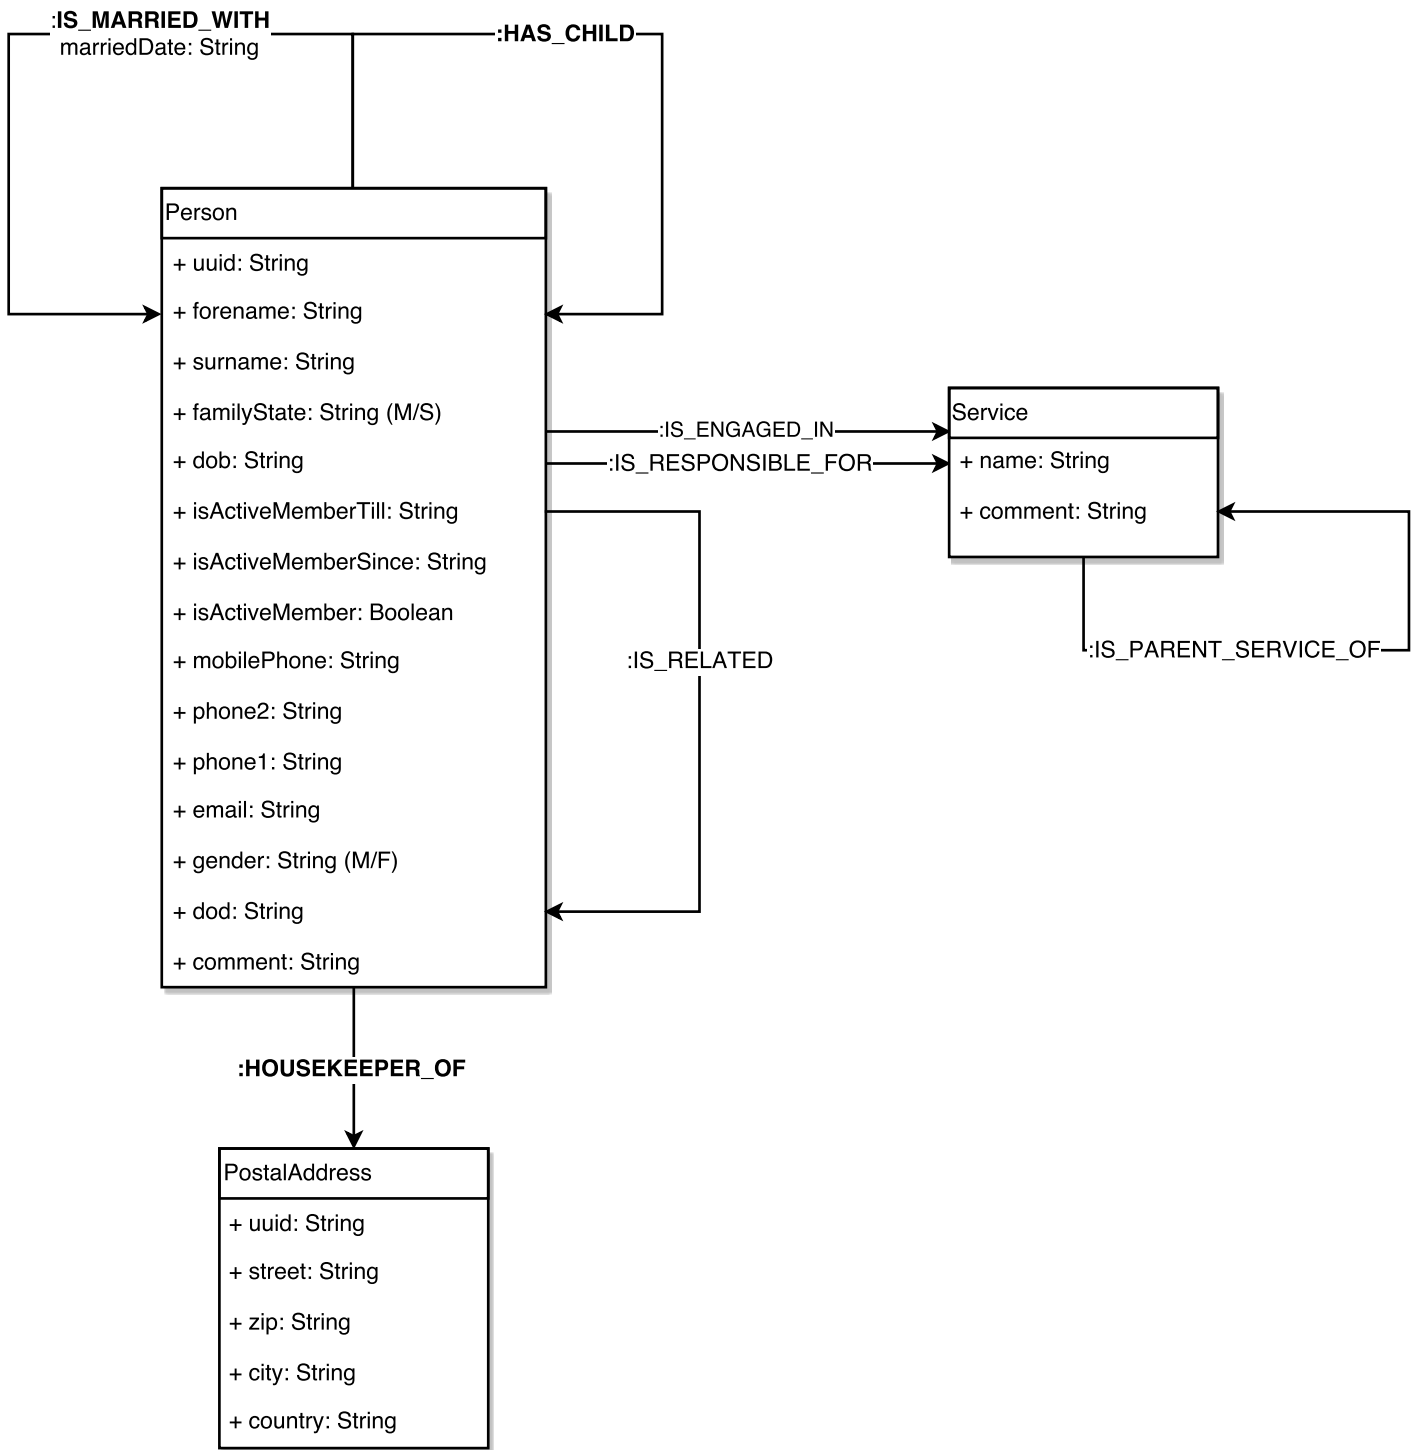 :IS_MARRIED_WITH
marriedDate: String
:HAS_CHILD
Person
+ uuid: String
+ forename: String
+ surname: String
+ familyState: String (M/S)
+ dob: String
+ isActiveMemberTill: String
+ isActiveMemberSince: String
+ isActiveMember: Boolean
+ mobilePhone: String
+ phone2: String
+ phone1: String
+ email: String
+ gender: String (M/F)
+ dod: String
+ comment: String
:IS_ENGAGED_IN
:IS_RESPONSIBLE_FOR
:IS_RELATED
Service
+ name: String
+ comment: String
:IS_PARENT_SERVICE_OF
:HOUSEKEEPER_OF
PostalAddress
+ uuid: String
+ street: String
+ zip: String
+ city: String
+ country: String